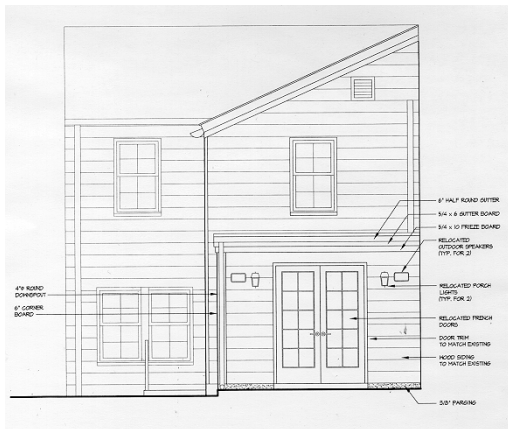 6" HALF ROUND GUTTER
5/4 x 6 GUTTER BOARD
5/4 x 10 FRIEZE BOARD
RELOCATED
OUTDOOR SPEAKERS
(TYP. FOR 2)
4"ø ROUND
DOWNSPOUT
6" CORNER
BOARD
RELOCATED PORCH
LIGHTS
(TYP. FOR 2)
RELOCATED FRENCH
DOORS
DOOR TRIM
TO MATCH EXISTING
WOOD SIDING
TO MATCH EXISTING
3/8" PARGING